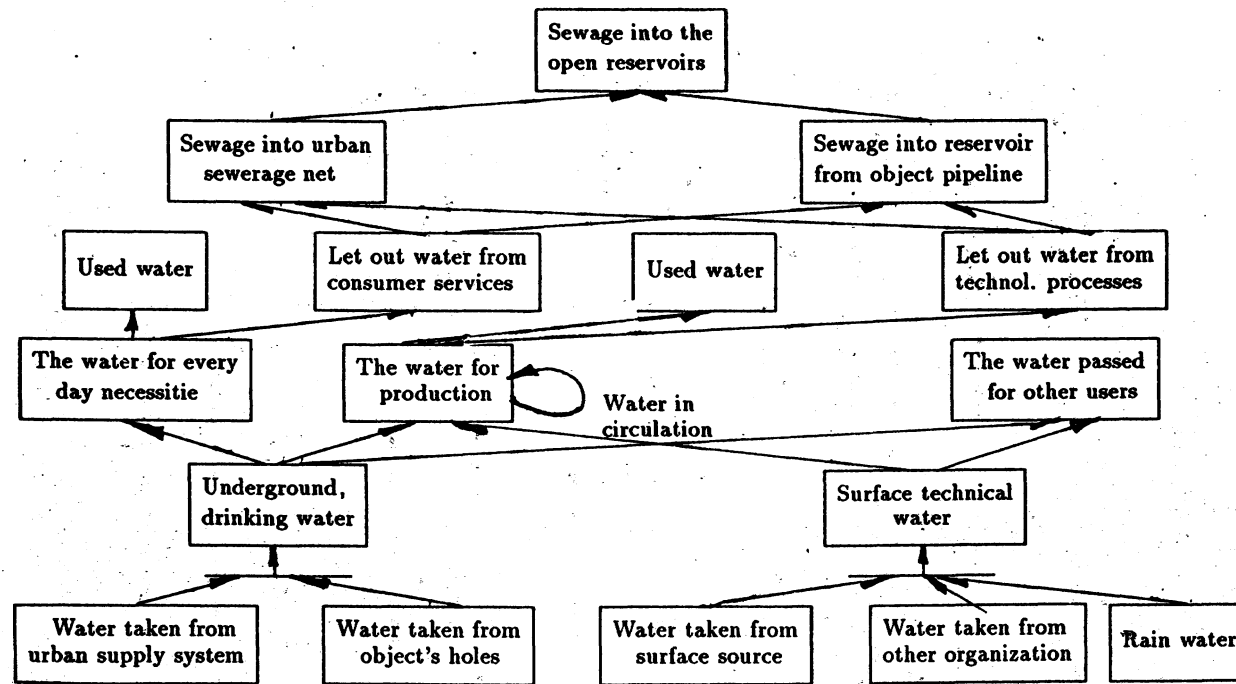 Sewage into the
open reservoirs
Sewage into urban
sewerage net
Sewage into reservoir
from object pipeline
Used water
Let out water from
consumer services
Used water
Let out water from
technol. processes
The water for every
day necessitie
The water for
production
Water in
circulation
The water passed
for other users
Underground,
drinking water
Surface technical
water
Water taken from
urban supply system
Water taken from
object's holes
Water taken from
surface source
Water taken from
other organization
Rain water